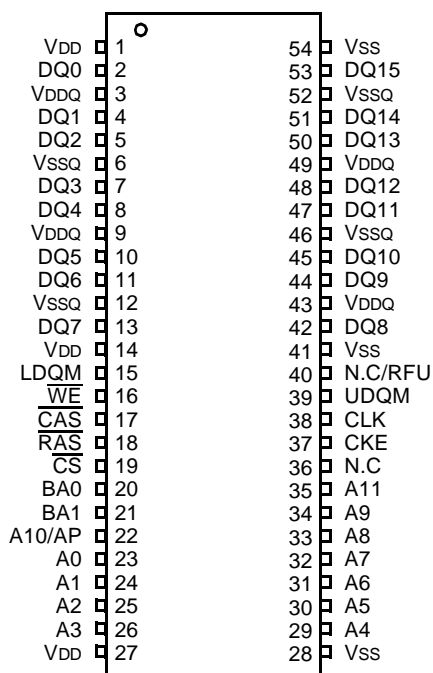 VDD 1 54 VSS
DQ0 2 53 DQ15
VDDQ 3 52 VSSQ
DQ1 4 51 DQ14
DQ2 5 50 DQ13
VSSQ 6 49 VDDQ
DQ3 7 48 DQ12
DQ4 8 47 DQ11
VDDQ 9 46 VSSQ
DQ5 10 45 DQ10
DQ6 11 44 DQ9
VSSQ 12 43 VDDQ
DQ7 13 42 DQ8
VDD 14 41 VSS
LDQM 15 40 N.C/RFU
W̅E̅ 16 39 UDQM
C̅A̅S̅ 17 38 CLK
R̅A̅S̅ 18 37 CKE
C̅S̅ 19 36 N.C
BA0 20 35 A11
BA1 21 34 A9
A10/AP 22 33 A8
A0 23 32 A7
A1 24 31 A6
A2 25 30 A5
A3 26 29 A4
VDD 27 28 VSS